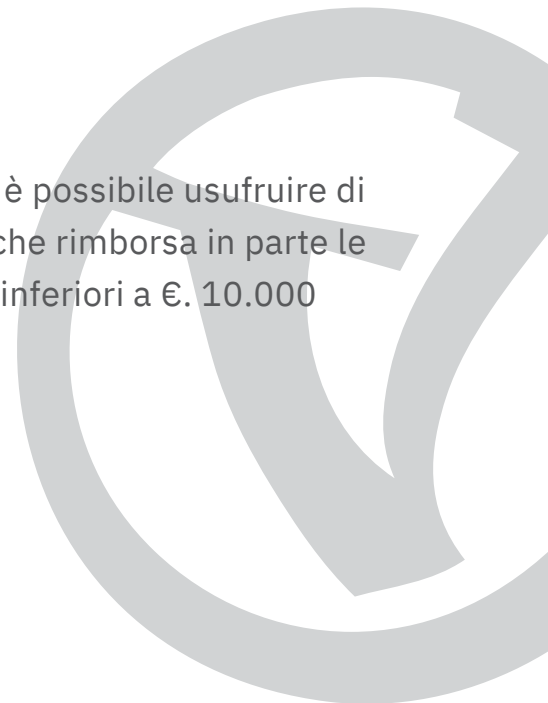 è possibile usufruire di
che rimborsa in parte le
inferiori a €. 10.000